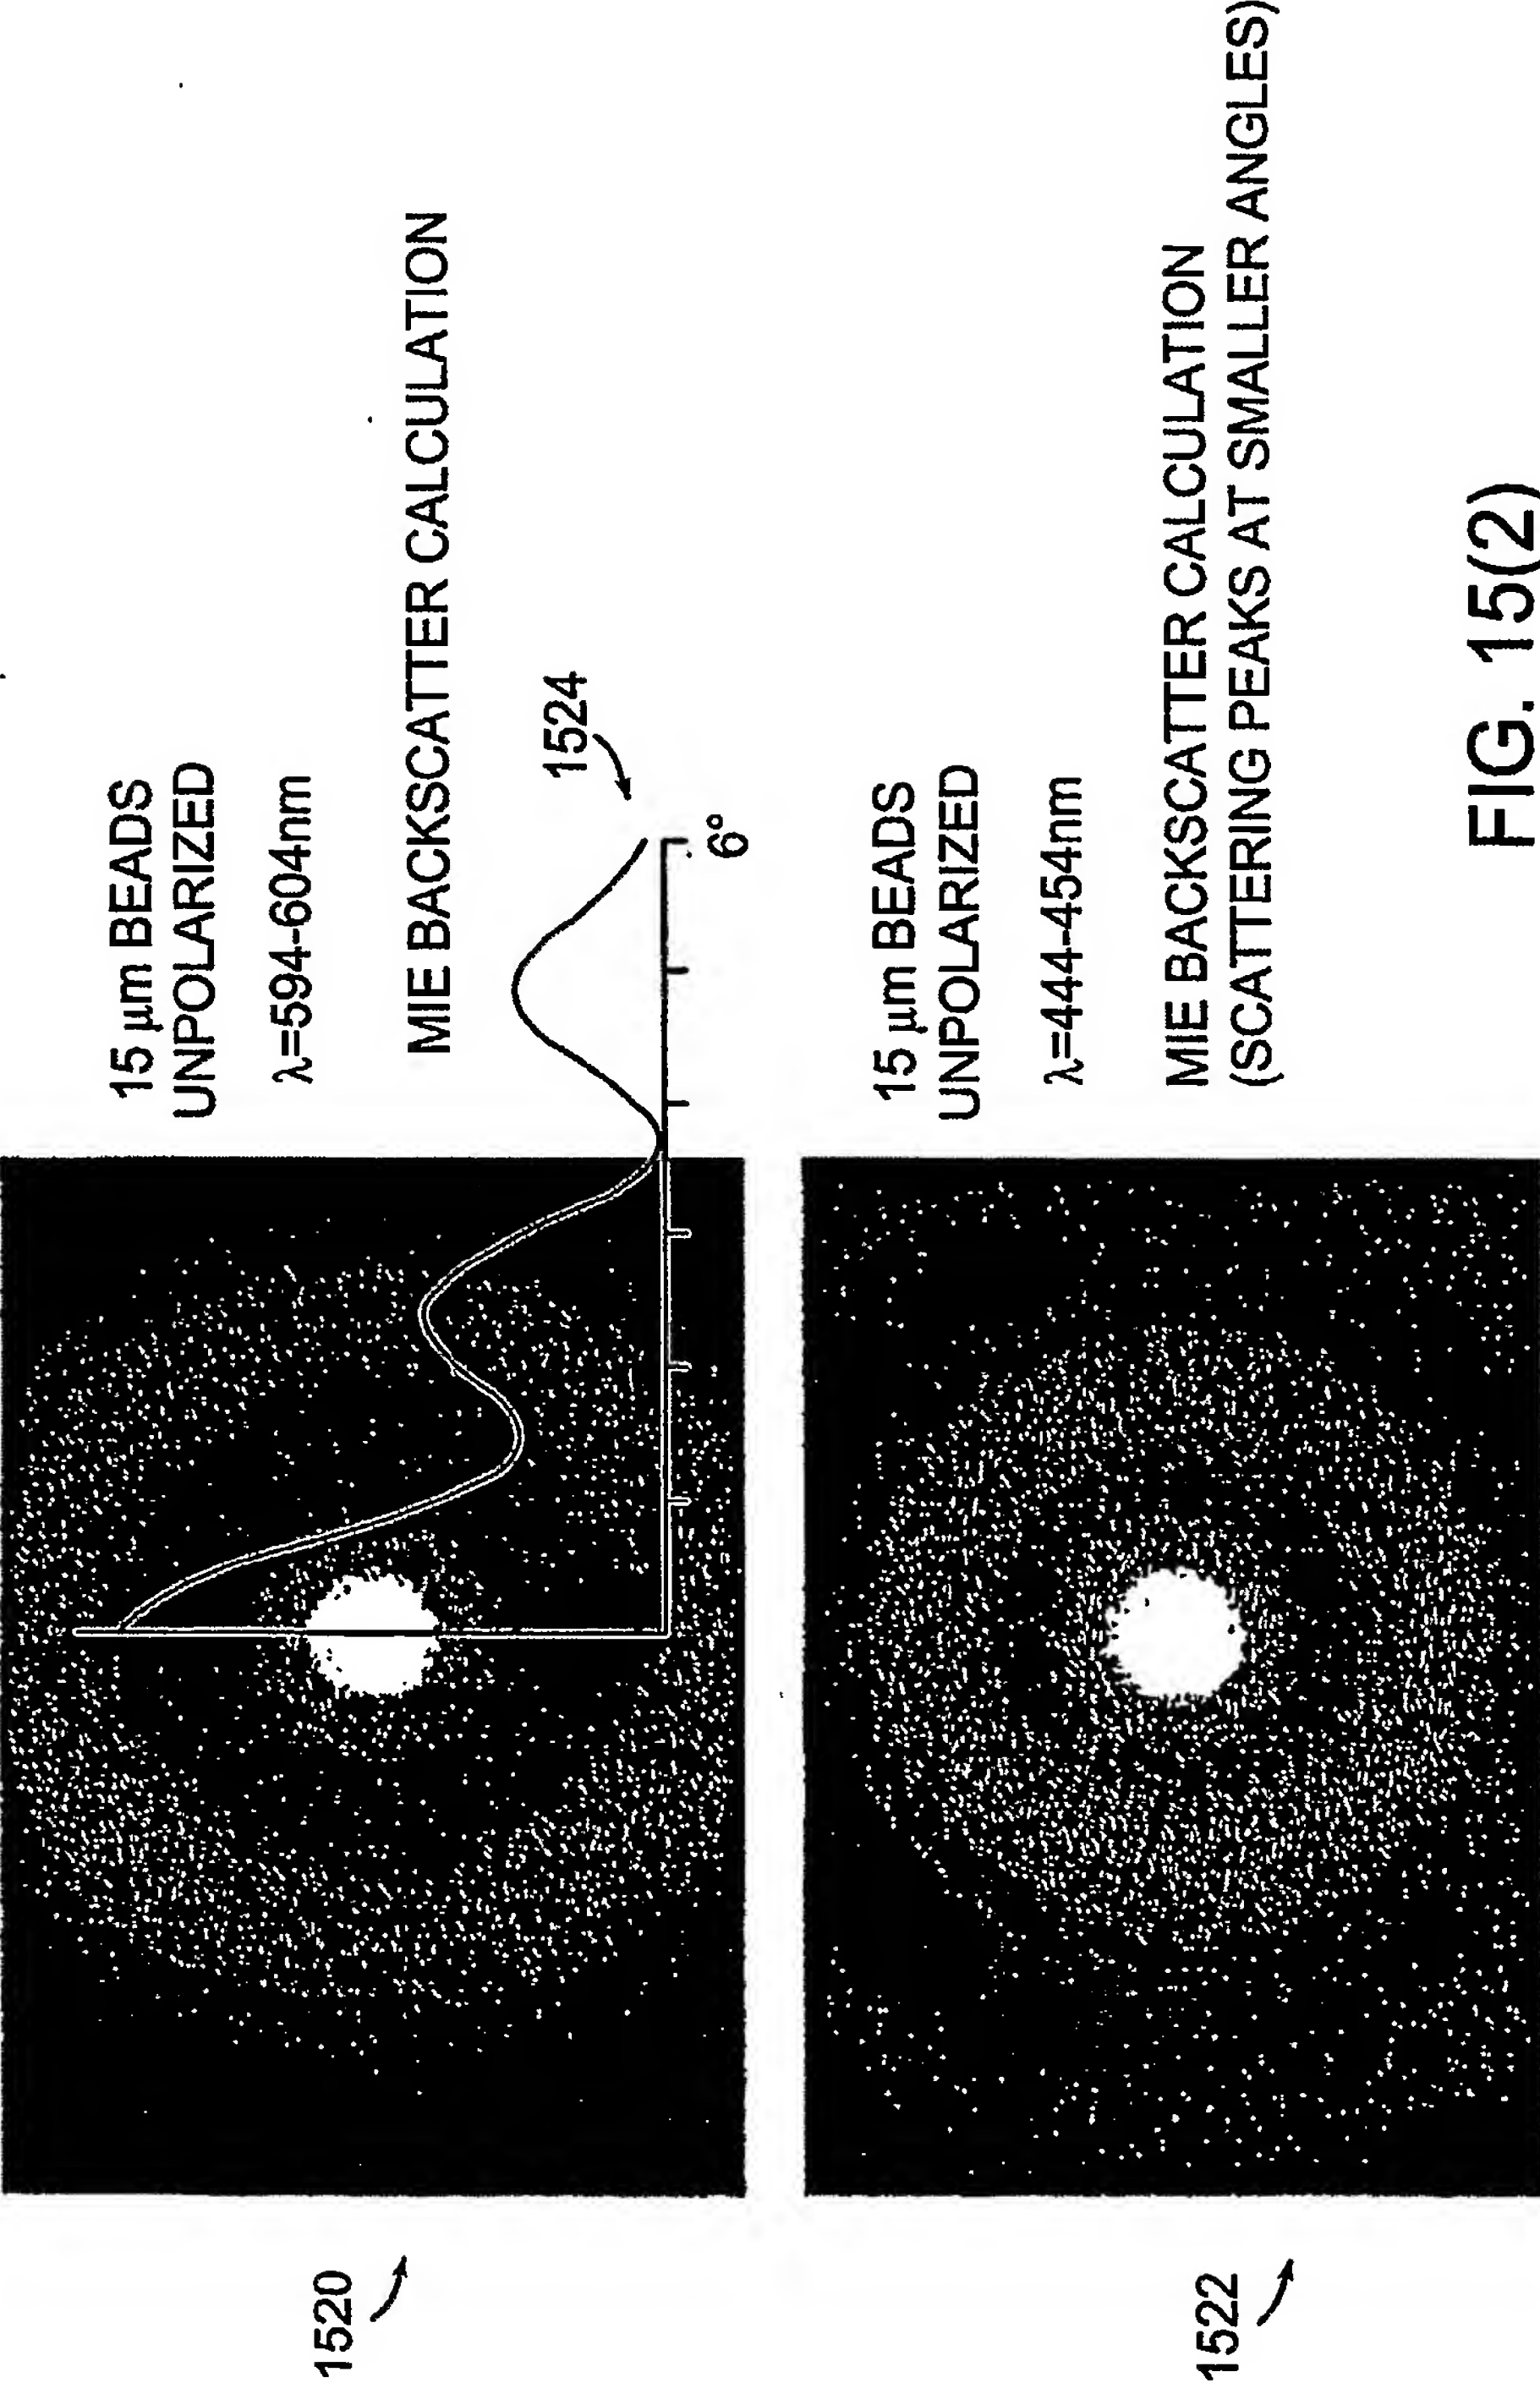 1520
15 μm BEADS
UNPOLARIZED
λ=594-604nm
MIE BACKSCATTER CALCULATION
1524
6°
1522
15 μm BEADS
UNPOLARIZED
λ=444-454nm
MIE BACKSCATTER CALCULATION
(SCATTERING PEAKS AT SMALLER ANGLES)
FIG. 15(2)